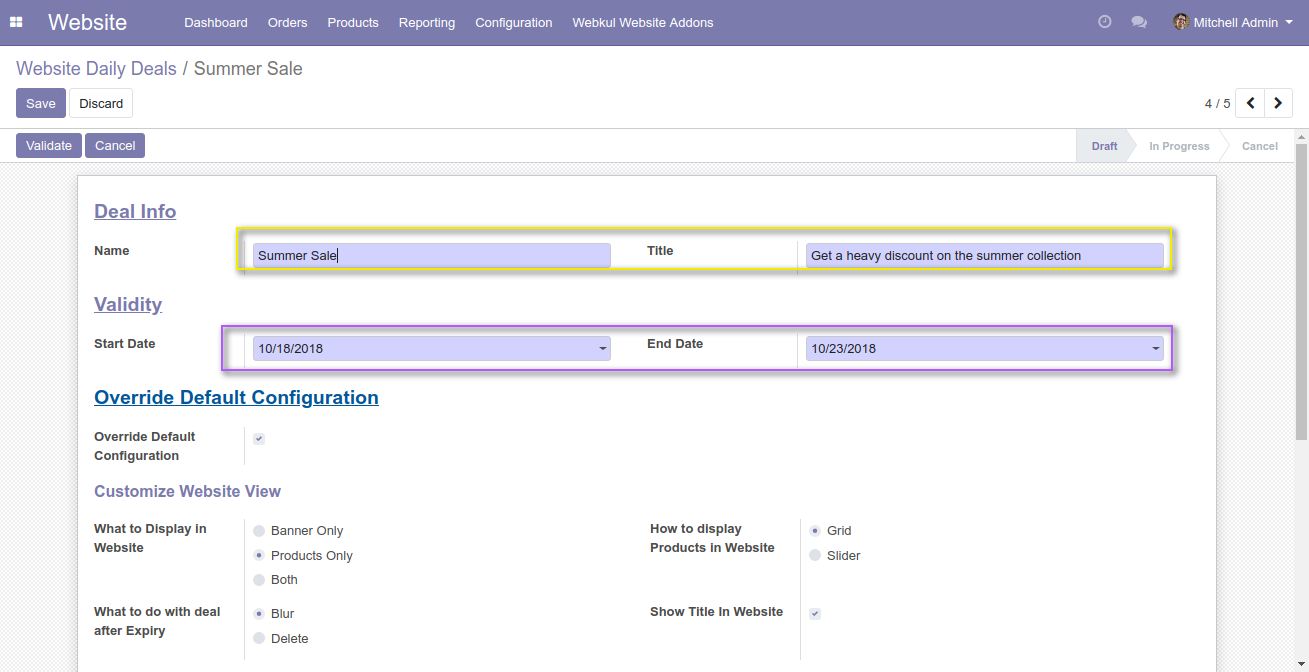 Website Dashboard Orders Products Reporting Configuration Webkul Website Addons Mitchell Admin
Website Daily Deals / Summer Sale
Save Discard 4 / 5
Validate Cancel Draft In Progress Cancel
Deal Info
Name Summer Sale Title Get a heavy discount on the summer collection
Validity
Start Date 10/18/2018 End Date 10/23/2018
Override Default Configuration
Override Default
Configuration
Customize Website View
What to Display in
Website
Banner Only
Products Only
Both
How to display
Products in Website
Grid
Slider
What to do with deal
after Expiry
Blur
Delete
Show Title In Website